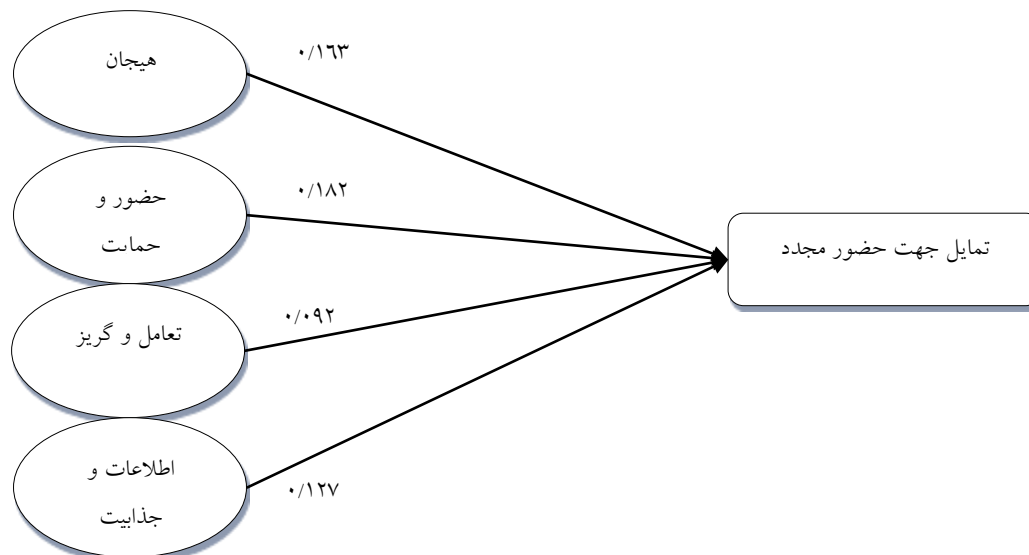 هیجان
۰/۱۶۳
حضور و
حمایت
۰/۱۸۲
تمایل جهت حضور مجدد
تعامل و گریز
۰/۰۹۲
اطلاعات و
جذابیت
۰/۱۲۷